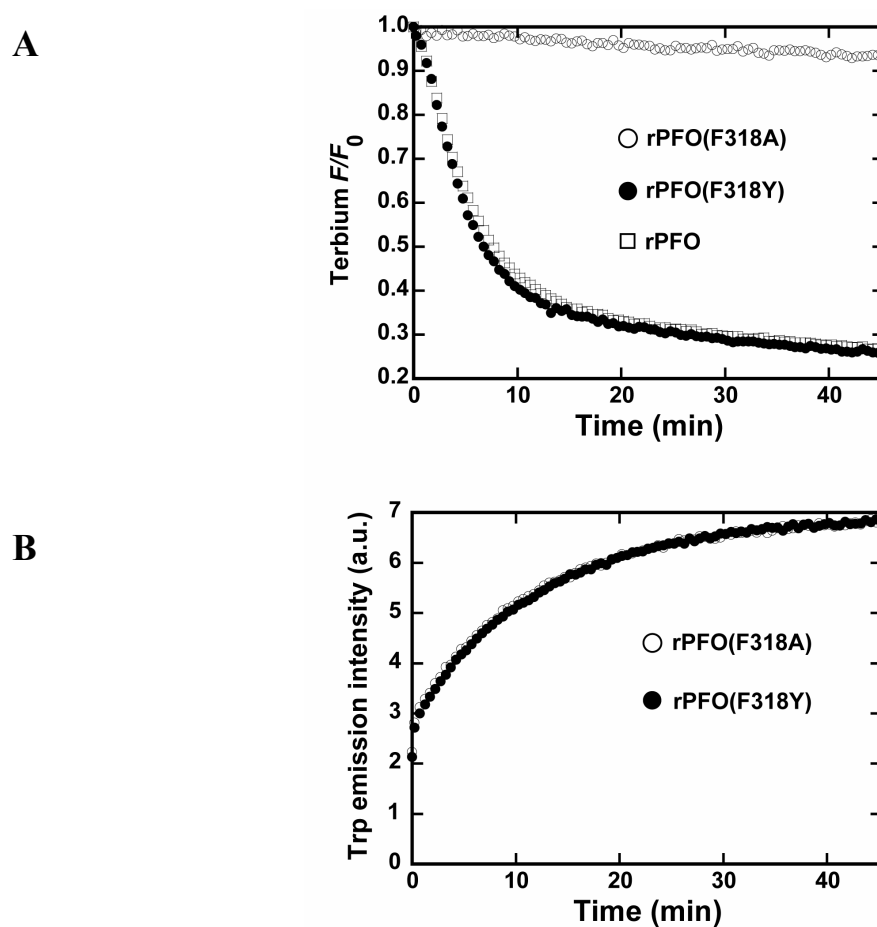 A
Terbium F/F0
1.0
0.9
0.8
0.7
0.6
0.5
0.4
0.3
0.2
rPFO(F318A)
rPFO(F318Y)
rPFO
0 10 20 30 40
Time (min)
B
Trp emission intensity (a.u.)
7
6
5
4
3
2
1
0
rPFO(F318A)
rPFO(F318Y)
0 10 20 30 40
Time (min)